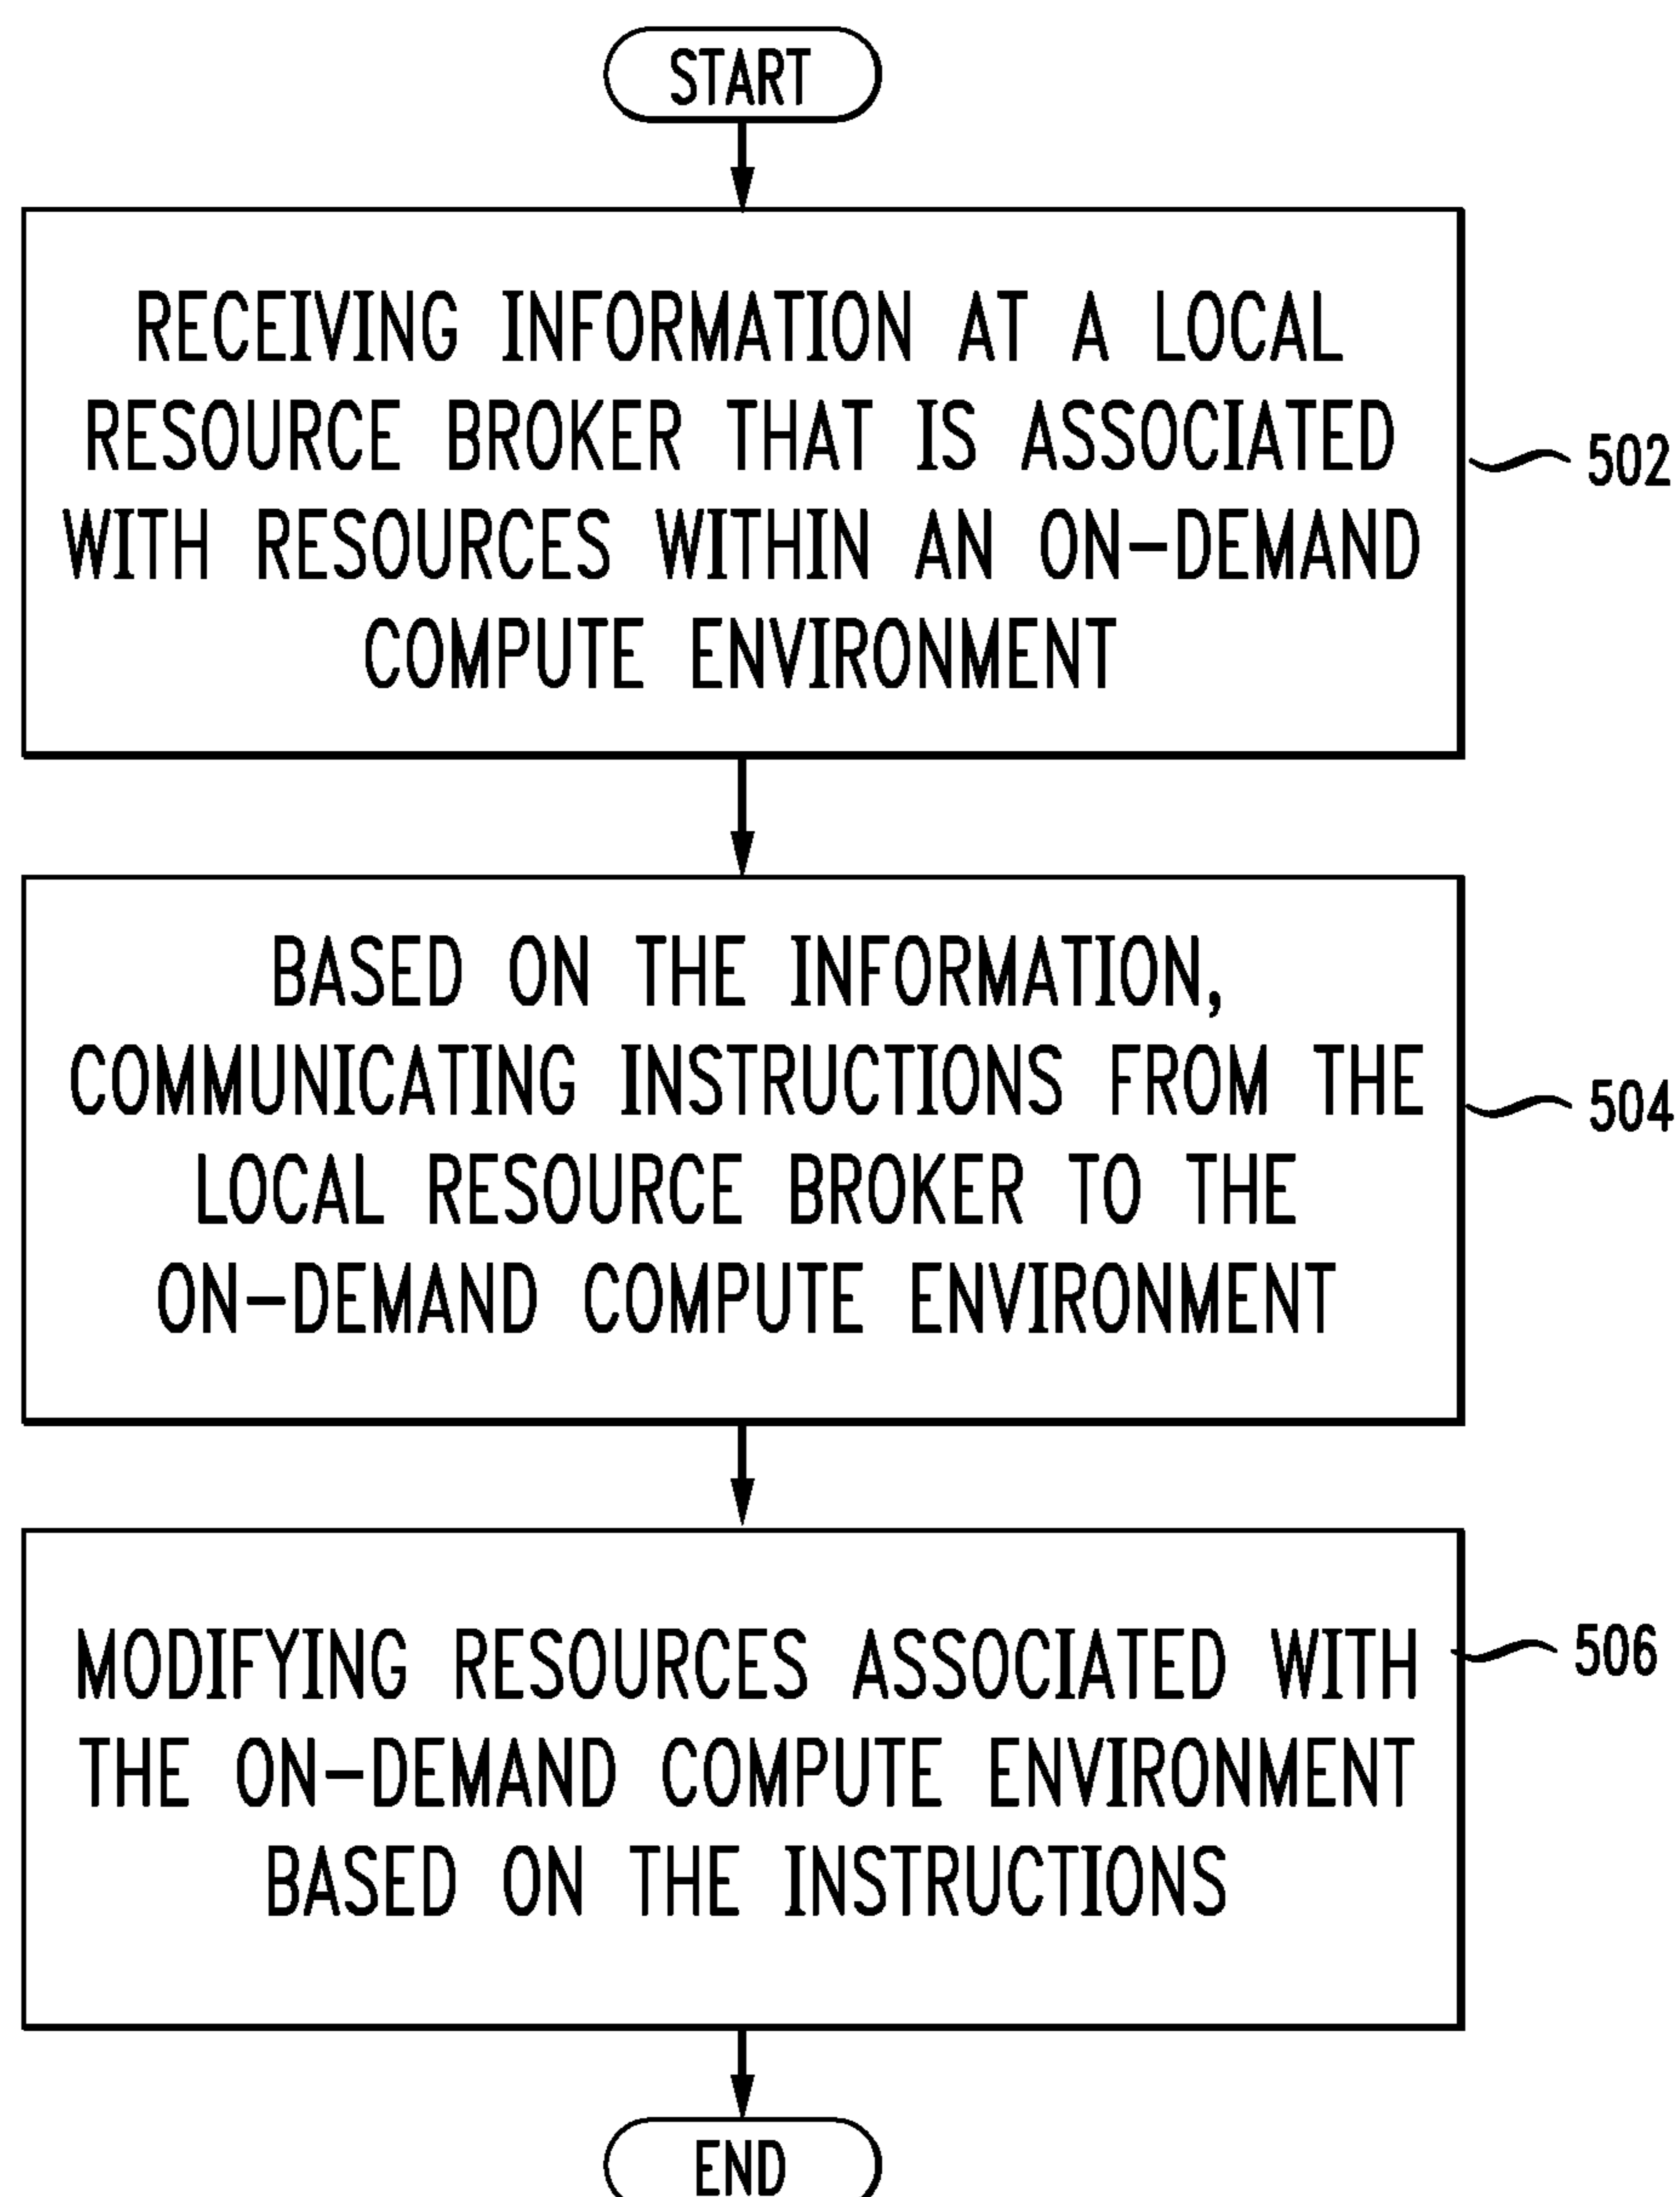 START
RECEIVING INFORMATION AT A LOCAL
RESOURCE BROKER THAT IS ASSOCIATED
WITH RESOURCES WITHIN AN ON-DEMAND
COMPUTE ENVIRONMENT
502
BASED ON THE INFORMATION,
COMMUNICATING INSTRUCTIONS FROM THE
LOCAL RESOURCE BROKER TO THE
ON-DEMAND COMPUTE ENVIRONMENT
504
MODIFYING RESOURCES ASSOCIATED WITH
THE ON-DEMAND COMPUTE ENVIRONMENT
BASED ON THE INSTRUCTIONS
506
END